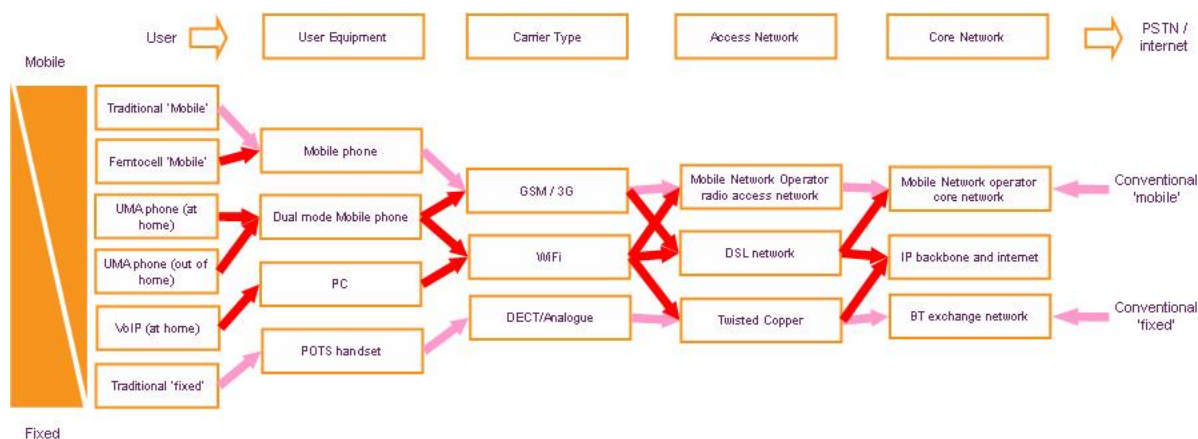 User
User Equipment
Carrier Type
Access Network
Core Network
PSTN /
internet
Mobile
Traditional 'Mobile'
Femtocell 'Mobile'
UMA phone (at
home)
UMA phone (out of
home)
VoIP (at home)
Traditional 'fixed'
Fixed
Mobile phone
Dual mode Mobile phone
PC
POTS handset
GSM / 3G
WiFi
DECT/Analogue
Mobile Network Operator
radio access network
DSL network
Twisted Copper
Mobile Network operator
core network
IP backbone and internet
BT exchange network
Conventional
'mobile'
Conventional
'fixed'